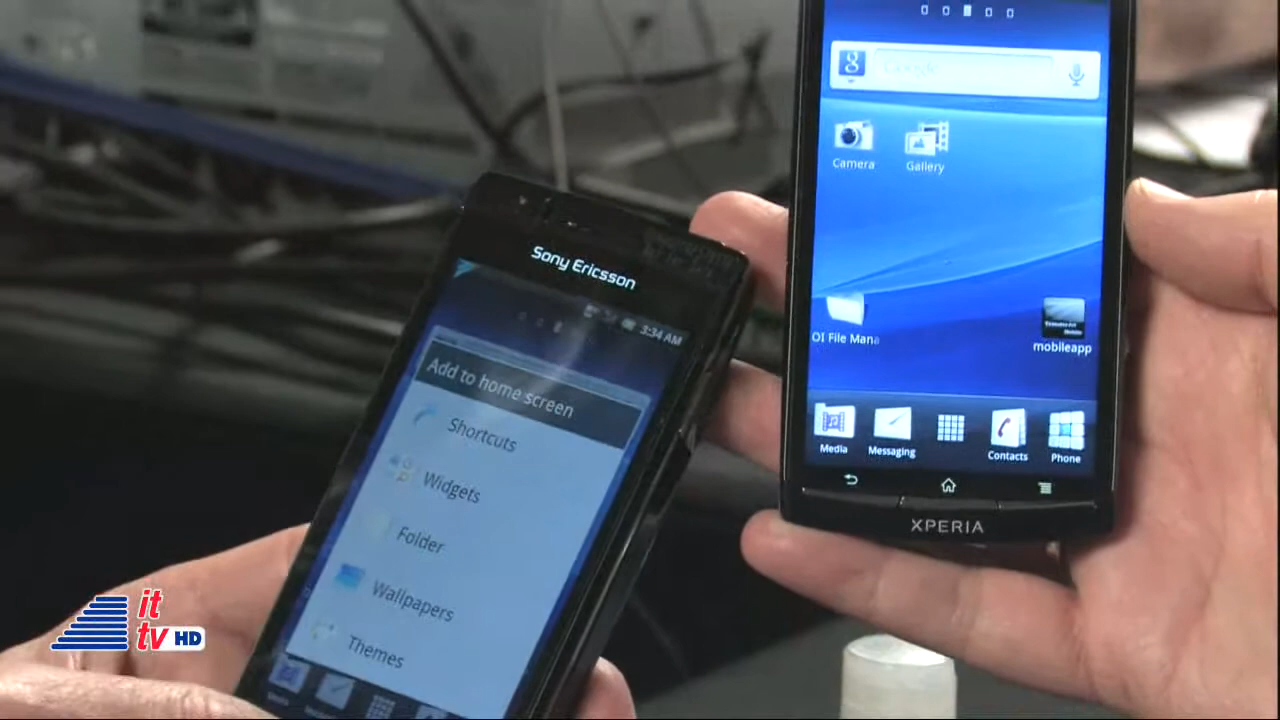 Google
Camera
Gallery
OI File Mana
mobileapp
Media
Messaging
Contacts
Phone
XPERIA
Sony Ericsson
3:34 AM
Add to home screen
Shortcuts
Widgets
Folder
Wallpapers
Themes
it
tv HD